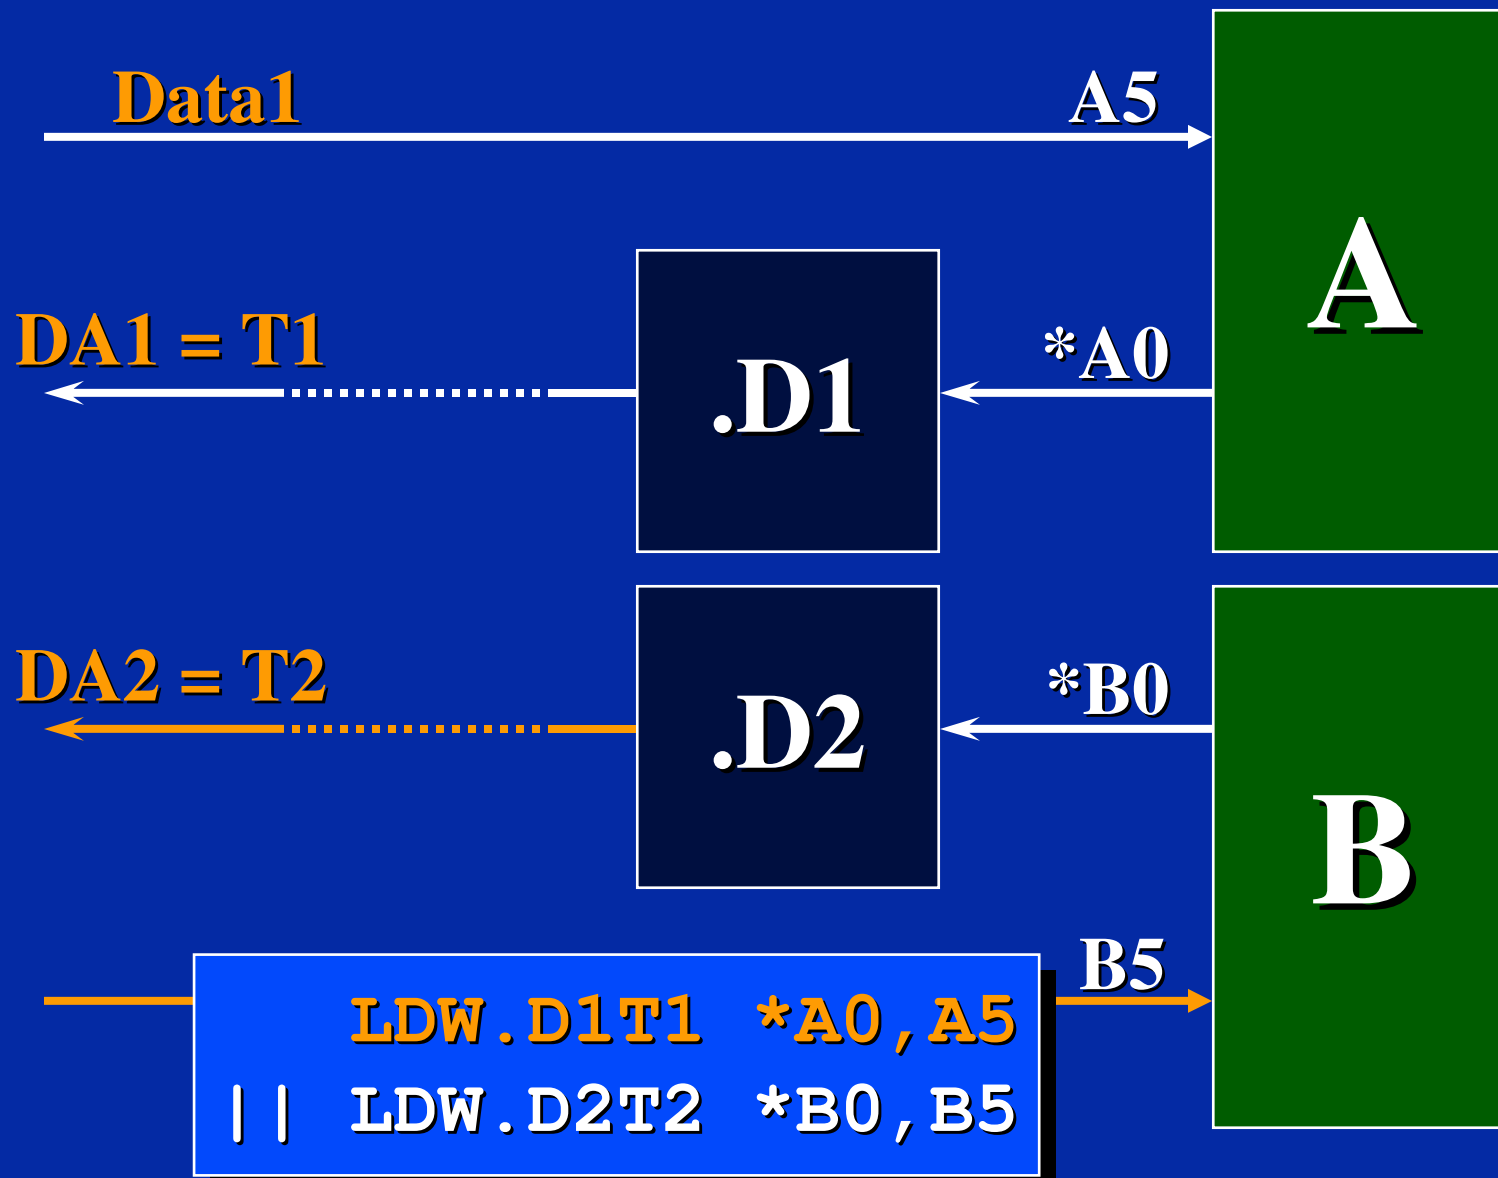 Data1 A5
A
DA1 = T1 *A0
.D1
DA2 = T2 *B0
.D2
B
B5
LDW.D1T1 *A0,A5
|| LDW.D2T2 *B0,B5